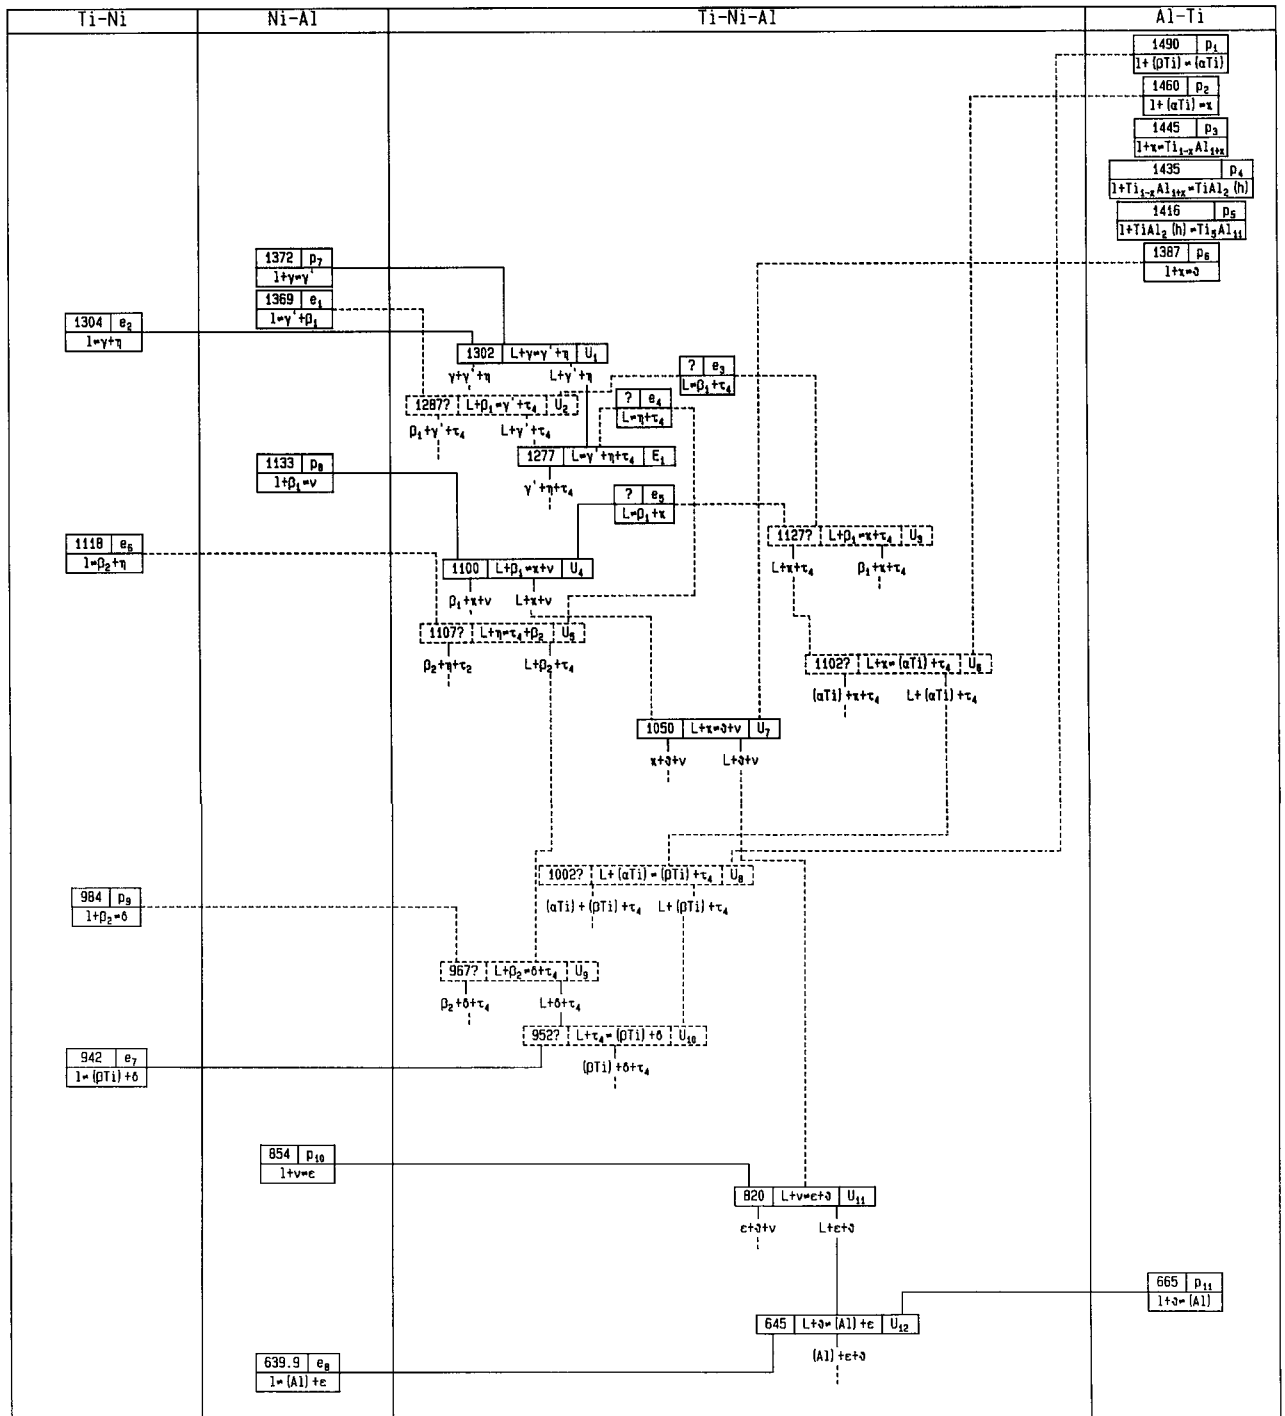 Ti-Ni
Ni-Al
Ti-Ni-Al
Al-Ti
1490 p₁
l+(βTi)⇌(αTi)
1460 p₂
l+(αTi)⇌κ
1445 p₃
l+κ⇌Ti₁₋ₓAl₁₊ₓ
1435 p₄
l+Ti₁₋ₓAl₁₊ₓ⇌TiAl₂(h)
1416 p₅
l+TiAl₂(h)⇌Ti₅Al₁₁
1387 p₆
l+κ⇌∂
1372 p₇
l+γ⇌γ'
1369 e₁
l⇌γ'+β₁
1304 e₂
l⇌γ+η
1302 L+γ⇌γ'+η U₁
γ+γ'+η
L+γ'+η
? e₃
L⇌β₁+τ₄
1287? L+β₁⇌γ'+τ₄ U₂
β₁+γ'+τ₄
L+γ'+τ₄
? e₄
L⇌η+τ₄
1277 L⇌γ'+η+τ₄ E₁
γ'+η+τ₄
1133 p₈
l+β₁⇌ν
? e₅
L⇌β₁+κ
1127? L+β₁⇌κ+τ₄ U₃
L+κ+τ₄
β₁+κ+τ₄
1118 e₆
l⇌β₂+η
1100 L+β₁⇌κ+ν U₄
β₁+κ+ν
L+κ+ν
1107? L+η⇌τ₄+β₂ U₅
β₂+η+τ₂
L+β₂+τ₄
1102? L+κ⇌(αTi)+τ₄ U₆
(αTi)+κ+τ₄
L+(αTi)+τ₄
1050 L+κ⇌∂+ν U₇
κ+∂+ν
L+∂+ν
1002? L+(αTi)⇌(βTi)+τ₄ U₈
(αTi)+(βTi)+τ₄
L+(βTi)+τ₄
984 p₉
l+β₂⇌δ
967? L+β₂⇌δ+τ₄ U₉
β₂+δ+τ₄
L+δ+τ₄
952? L+τ₄⇌(βTi)+δ U₁₀
(βTi)+δ+τ₄
942 e₇
l⇌(βTi)+δ
854 p₁₀
l+ν⇌ε
820 L+ν⇌ε+∂ U₁₁
ε+∂+ν
L+ε+∂
665 p₁₁
l+∂⇌(Al)
645 L+∂⇌(Al)+ε U₁₂
(Al)+ε+∂
639.9 e₈
l⇌(Al)+ε